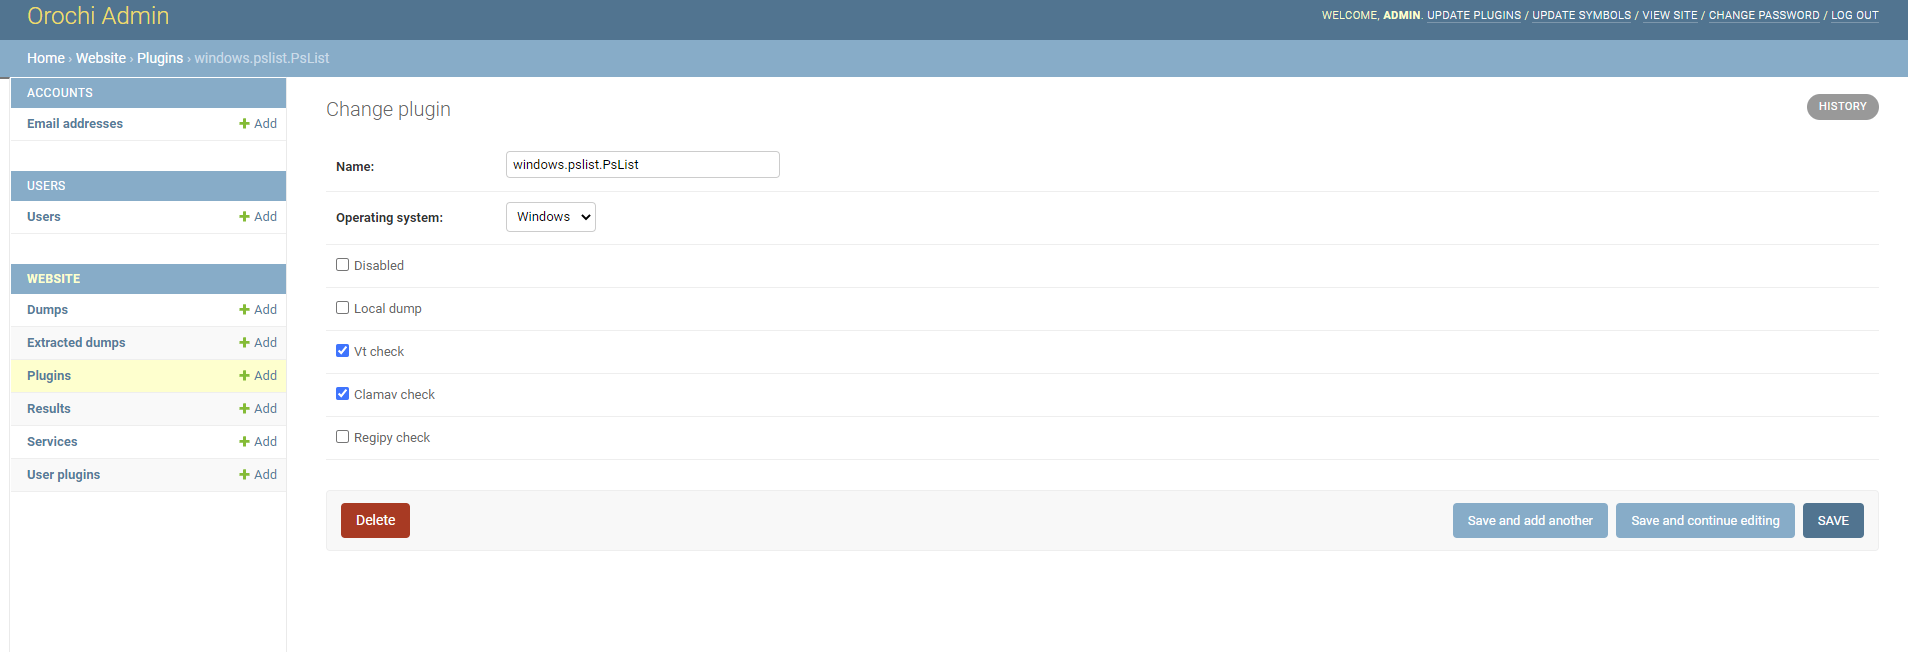 Orochi Admin
WELCOME, ADMIN. UPDATE PLUGINS / UPDATE SYMBOLS / VIEW SITE / CHANGE PASSWORD / LOG OUT
Home › Website › Plugins › windows.pslist.PsList
ACCOUNTS
Email addresses
+ Add
USERS
Users
+ Add
WEBSITE
Dumps
+ Add
Extracted dumps
+ Add
Plugins
+ Add
Results
+ Add
Services
+ Add
User plugins
+ Add
Change plugin
HISTORY
Name:
windows.pslist.PsList
Operating system:
Windows
Disabled
Local dump
Vt check
Clamav check
Regipy check
Delete
Save and add another
Save and continue editing
SAVE